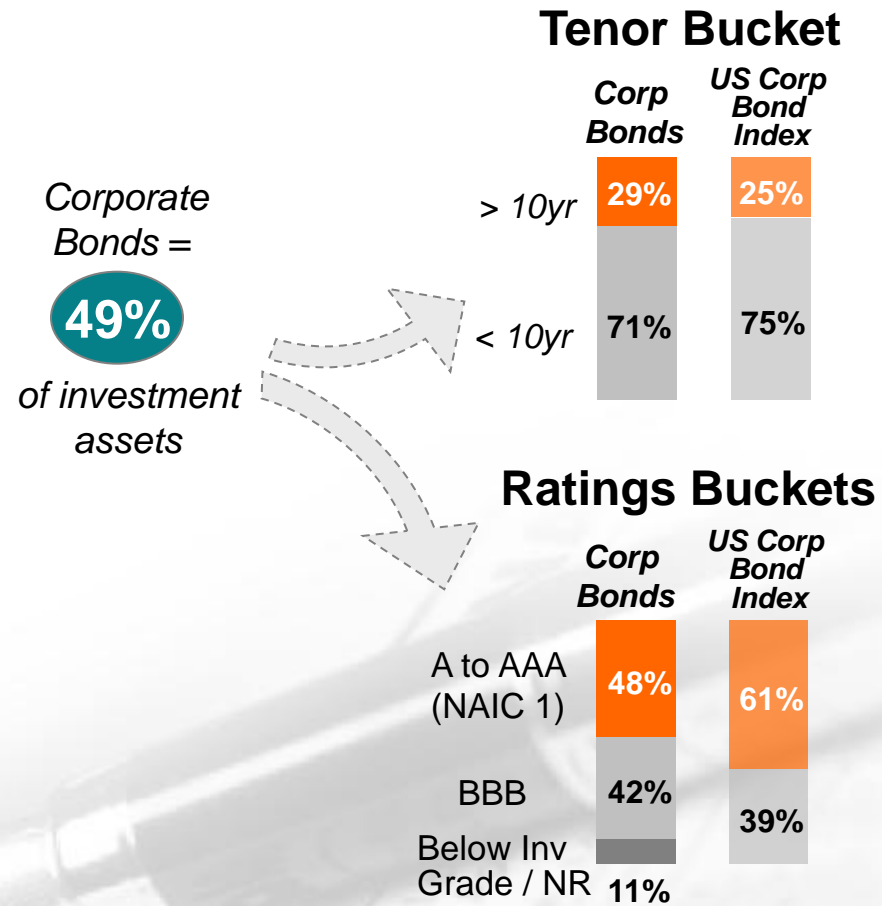 Tenor Bucket
Corp
Bonds
US Corp
Bond
Index
Corporate
Bonds =
49%
of investment
assets
> 10yr
29%
25%
< 10yr
71%
75%
Ratings Buckets
Corp
Bonds
US Corp
Bond
Index
A to AAA
(NAIC 1)
48%
61%
BBB
42%
39%
Below Inv
Grade / NR
11%